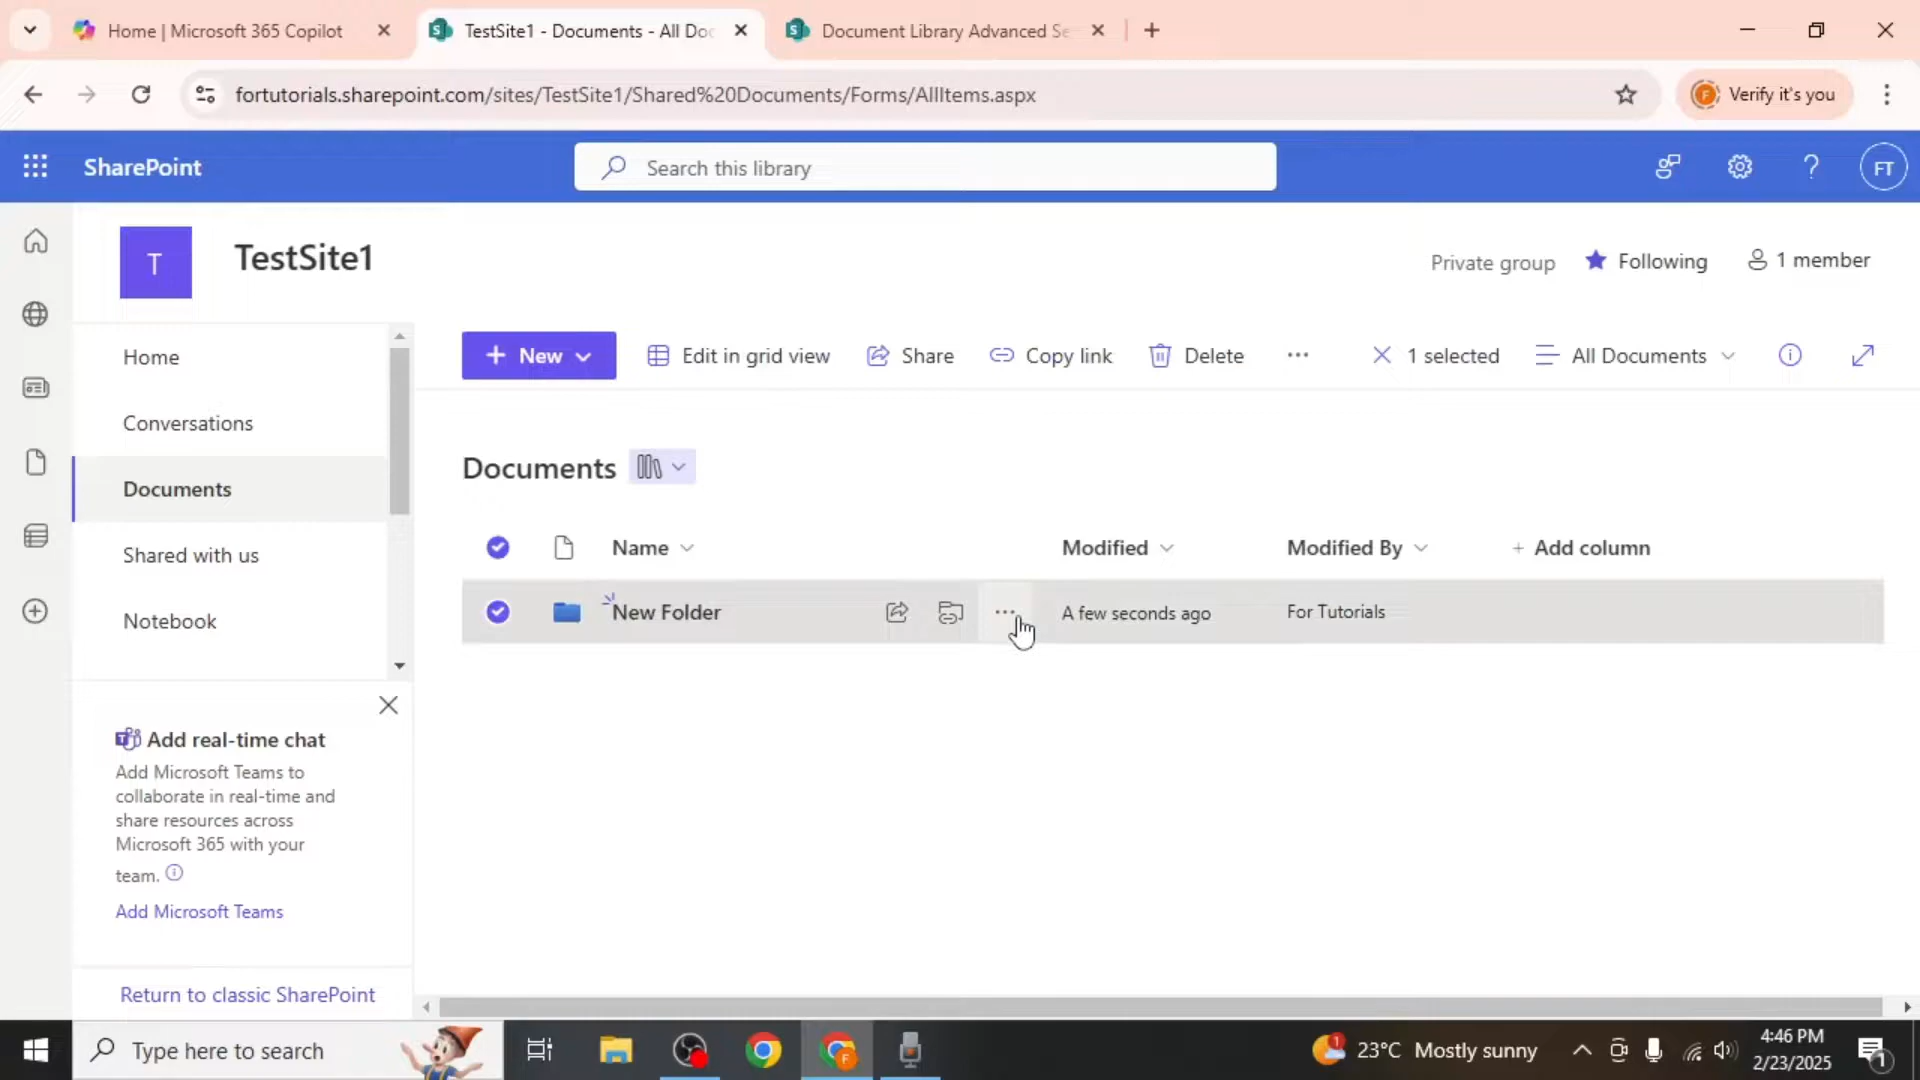 Home | Microsoft 365 Copilot
TestSite1 - Documents - All Doc
Document Library Advanced Se
fortutorials.sharepoint.com/sites/TestSite1/Shared%20Documents/Forms/AllItems.aspx
Verify it's you
SharePoint
Search this library
FT
T
TestSite1
Private group
Following
1 member
Home
Conversations
Documents
Shared with us
Notebook
New
Edit in grid view
Share
Copy link
Delete
1 selected
All Documents
Documents
Name
Modified
Modified By
+ Add column
New Folder
A few seconds ago
For Tutorials
Add real-time chat
Add Microsoft Teams to
collaborate in real-time and
share resources across
Microsoft 365 with your
team.
Add Microsoft Teams
Return to classic SharePoint
Type here to search
1
23°C Mostly sunny
4:46 PM
2/23/2025
1